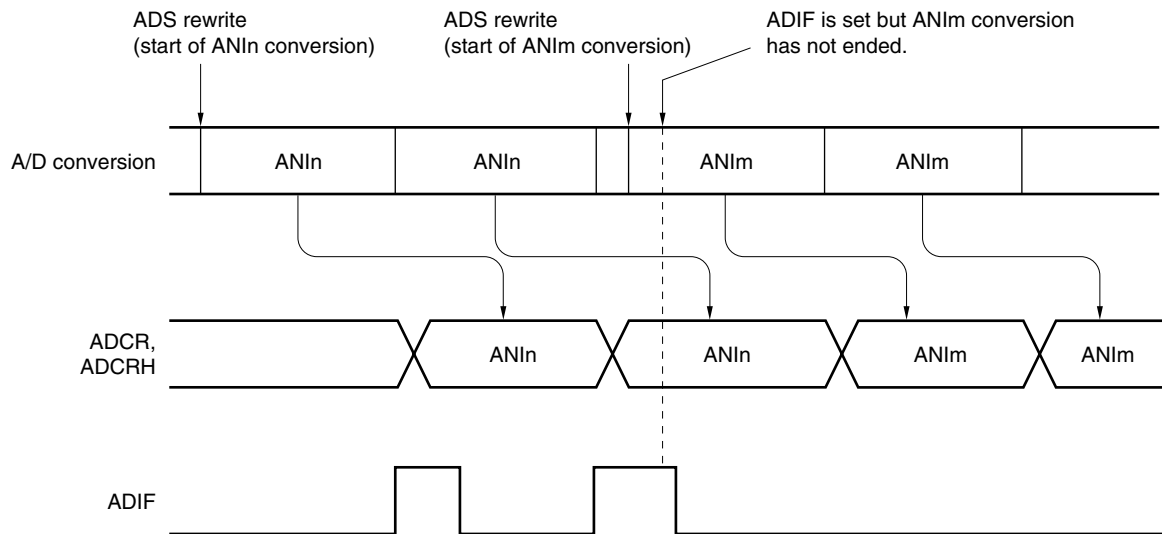 ADS rewrite
(start of ANIn conversion)
ADS rewrite
(start of ANIm conversion)
ADIF is set but ANIm conversion
has not ended.
A/D conversion
ANIn
ANIn
ANIm
ANIm
ADCR,
ADCRH
ANIn
ANIn
ANIm
ANIm
ADIF